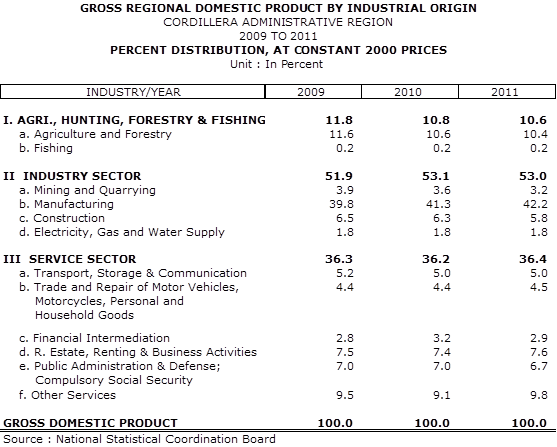 GROSS REGIONAL DOMESTIC PRODUCT BY INDUSTRIAL ORIGIN
CORDILLERA ADMINISTRATIVE REGION
2009 TO 2011
PERCENT DISTRIBUTION, AT CONSTANT 2000 PRICES
Unit : In Percent
INDUSTRY/YEAR 2009 2010 2011
I. AGRI., HUNTING, FORESTRY & FISHING 11.8 10.8 10.6
a. Agriculture and Forestry 11.6 10.6 10.4
b. Fishing 0.2 0.2 0.2
II INDUSTRY SECTOR 51.9 53.1 53.0
a. Mining and Quarrying 3.9 3.6 3.2
b. Manufacturing 39.8 41.3 42.2
c. Construction 6.5 6.3 5.8
d. Electricity, Gas and Water Supply 1.8 1.8 1.8
III SERVICE SECTOR 36.3 36.2 36.4
a. Transport, Storage & Communication 5.2 5.0 5.0
b. Trade and Repair of Motor Vehicles, 4.4 4.4 4.5
Motorcycles, Personal and
Household Goods
c. Financial Intermediation 2.8 3.2 2.9
d. R. Estate, Renting & Business Activities 7.5 7.4 7.6
e. Public Administration & Defense; 7.0 7.0 6.7
Compulsory Social Security
f. Other Services 9.5 9.1 9.8
GROSS DOMESTIC PRODUCT 100.0 100.0 100.0
Source : National Statistical Coordination Board